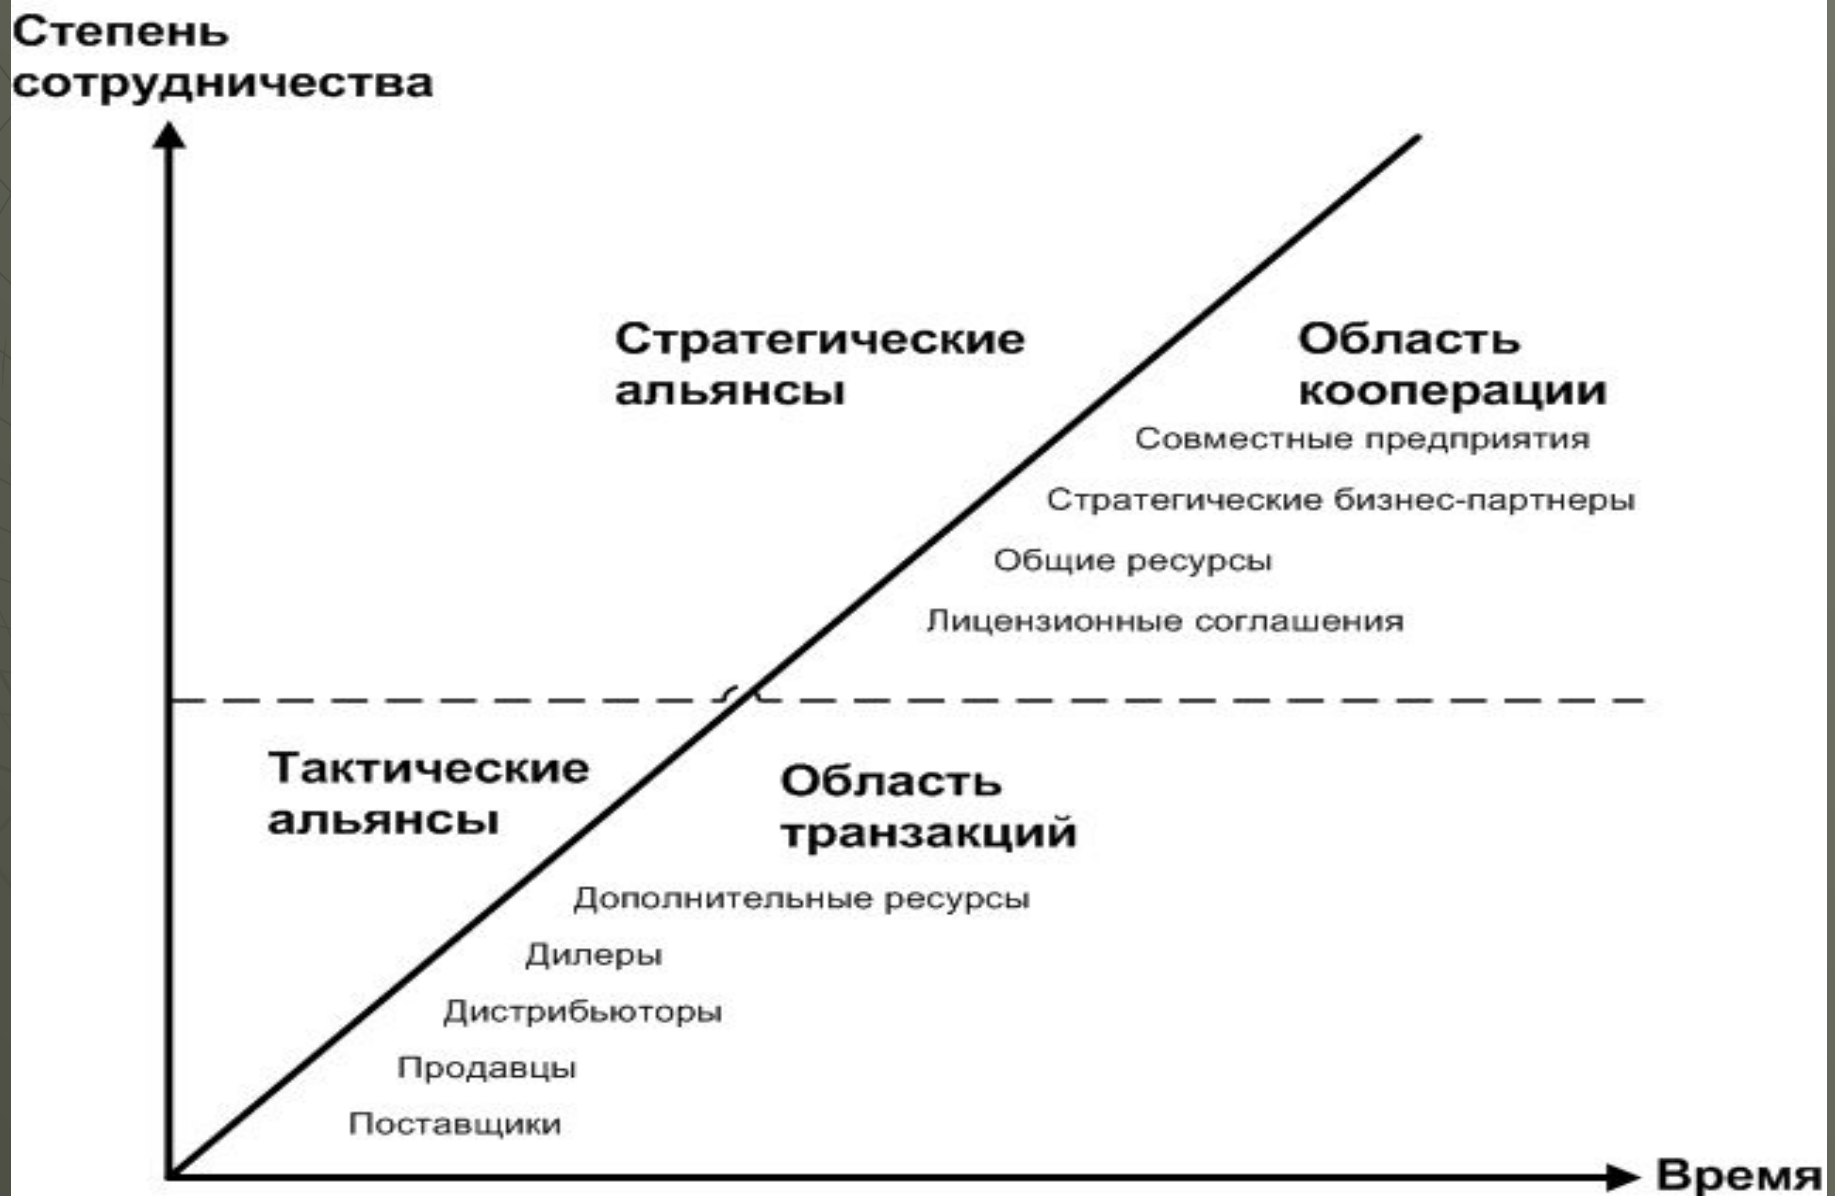 Степень
сотрудничества
Стратегические
альянсы
Область
кооперации
Совместные предприятия
Стратегические бизнес-партнеры
Общие ресурсы
Лицензионные соглашения
Тактические
альянсы
Область
транзакций
Дополнительные ресурсы
Дилеры
Дистрибьюторы
Продавцы
Поставщики
Время